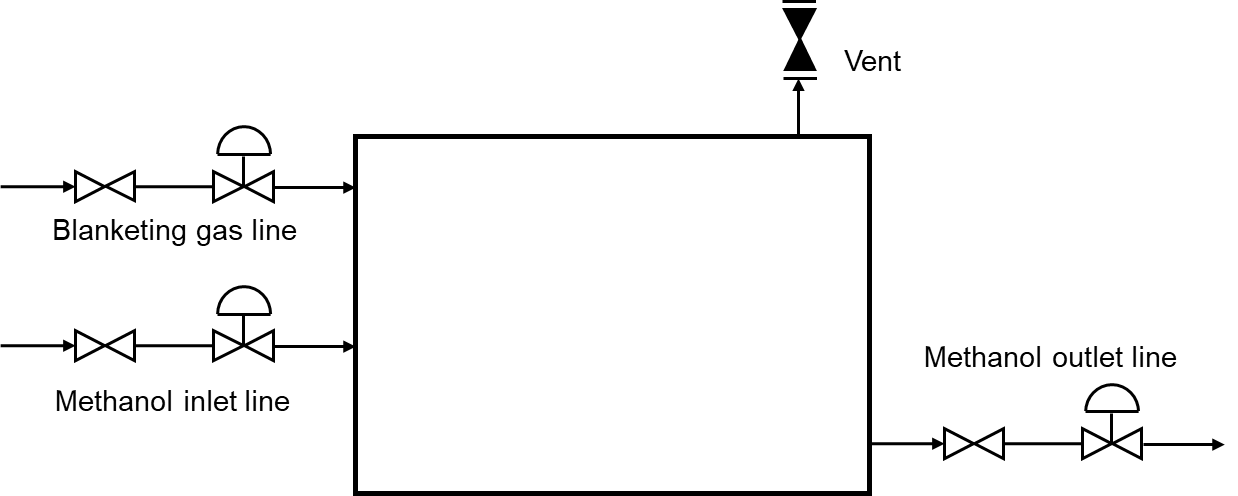 Vent
Blanketing gas line
Methanol inlet line
Methanol outlet line